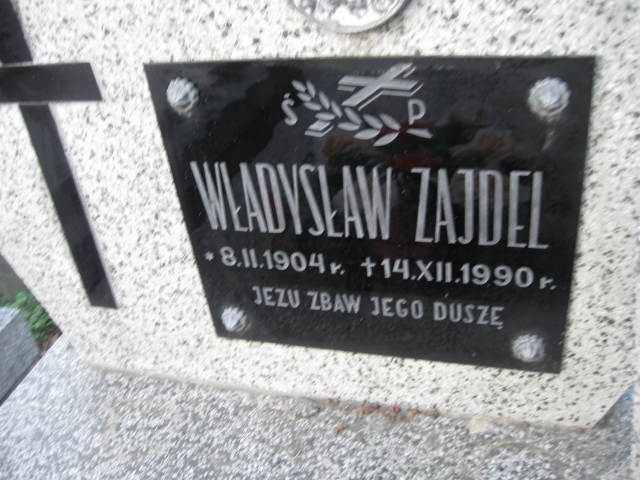 Ś P
WŁADYSŁAW ZAJDEL
* 8.II.1904 r. ✝ 14.XII.1990 r.
JEZU ZBAW JEGO DUSZĘ